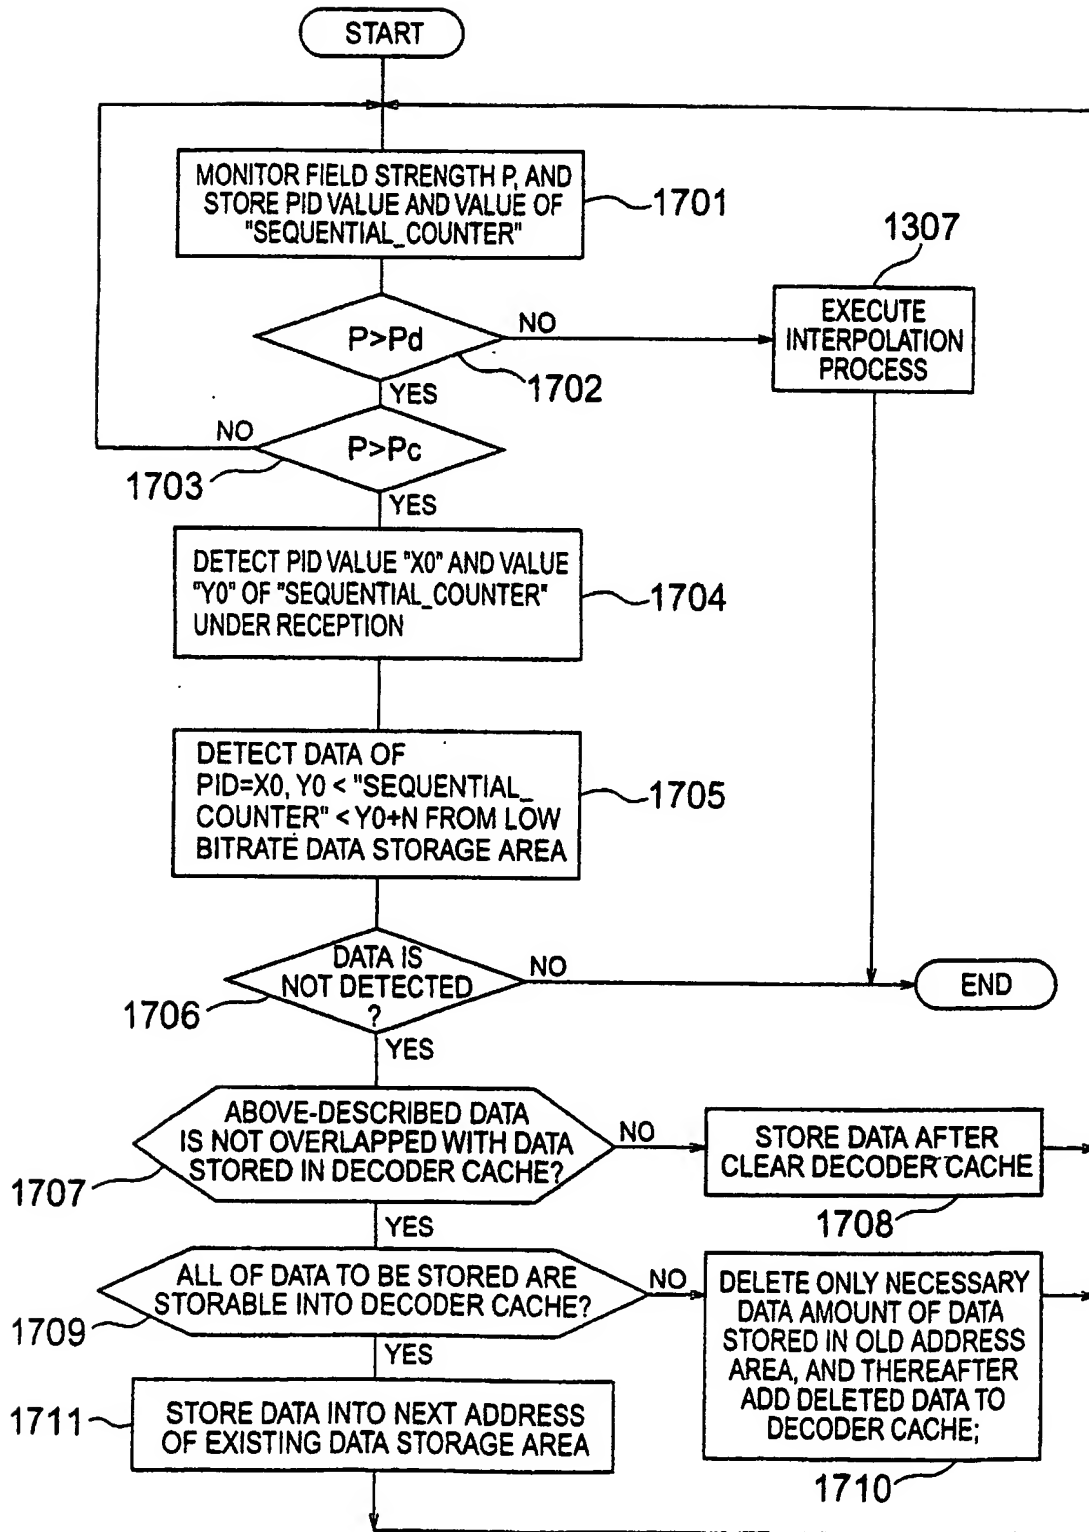 START
MONITOR FIELD STRENGTH P, AND
STORE PID VALUE AND VALUE OF
"SEQUENTIAL_COUNTER"
1701
1307
P>Pd
NO
1702
YES
EXECUTE
INTERPOLATION
PROCESS
NO
P>Pc
1703
YES
DETECT PID VALUE "X0" AND VALUE
"Y0" OF "SEQUENTIAL_COUNTER"
UNDER RECEPTION
1704
DETECT DATA OF
PID=X0, Y0 < "SEQUENTIAL_
COUNTER" < Y0+N FROM LOW
BITRATE DATA STORAGE AREA
1705
DATA IS
NOT DETECTED
?
NO
1706
YES
END
ABOVE-DESCRIBED DATA
IS NOT OVERLAPPED WITH DATA
STORED IN DECODER CACHE?
NO
1707
YES
STORE DATA AFTER
CLEAR DECODER CACHE
1708
ALL OF DATA TO BE STORED ARE
STORABLE INTO DECODER CACHE?
NO
1709
YES
DELETE ONLY NECESSARY
DATA AMOUNT OF DATA
STORED IN OLD ADDRESS
AREA, AND THEREAFTER
ADD DELETED DATA TO
DECODER CACHE;
1710
1711
STORE DATA INTO NEXT ADDRESS
OF EXISTING DATA STORAGE AREA